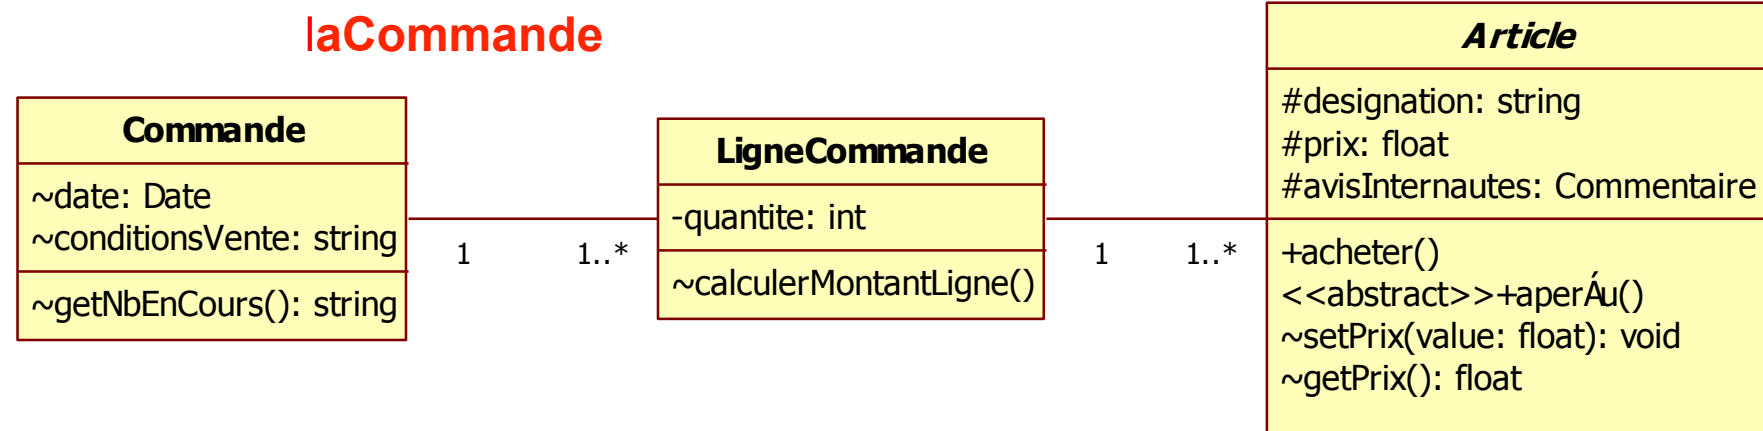 laCommande
Commande
~date: Date
~conditionsVente: string
~getNbEnCours(): string
1
1..*
LigneCommande
-quantite: int
~calculerMontantLigne()
1
1..*
Article
#designation: string
#prix: float
#avisInternautes: Commentaire
+acheter()
<<abstract>>+aperÁu()
~setPrix(value: float): void
~getPrix(): float